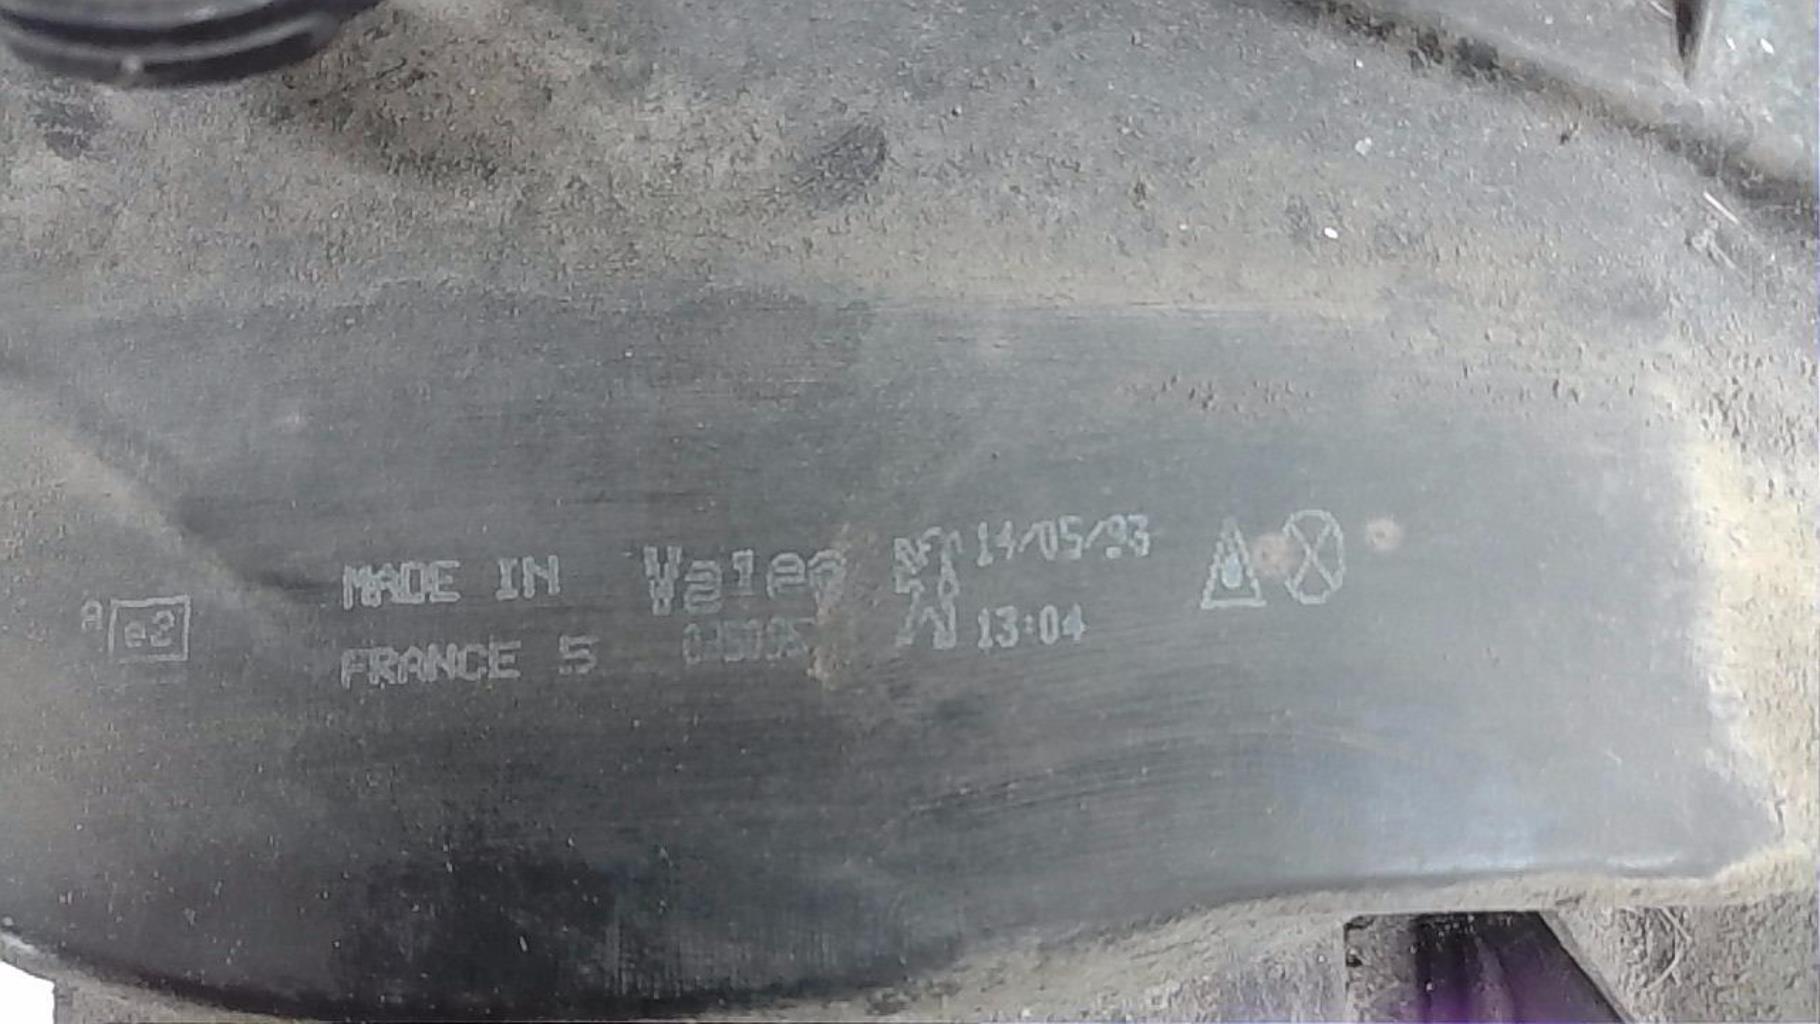 MADE IN Valeo 14/05/93
A e2
FRANCE 5 13:04